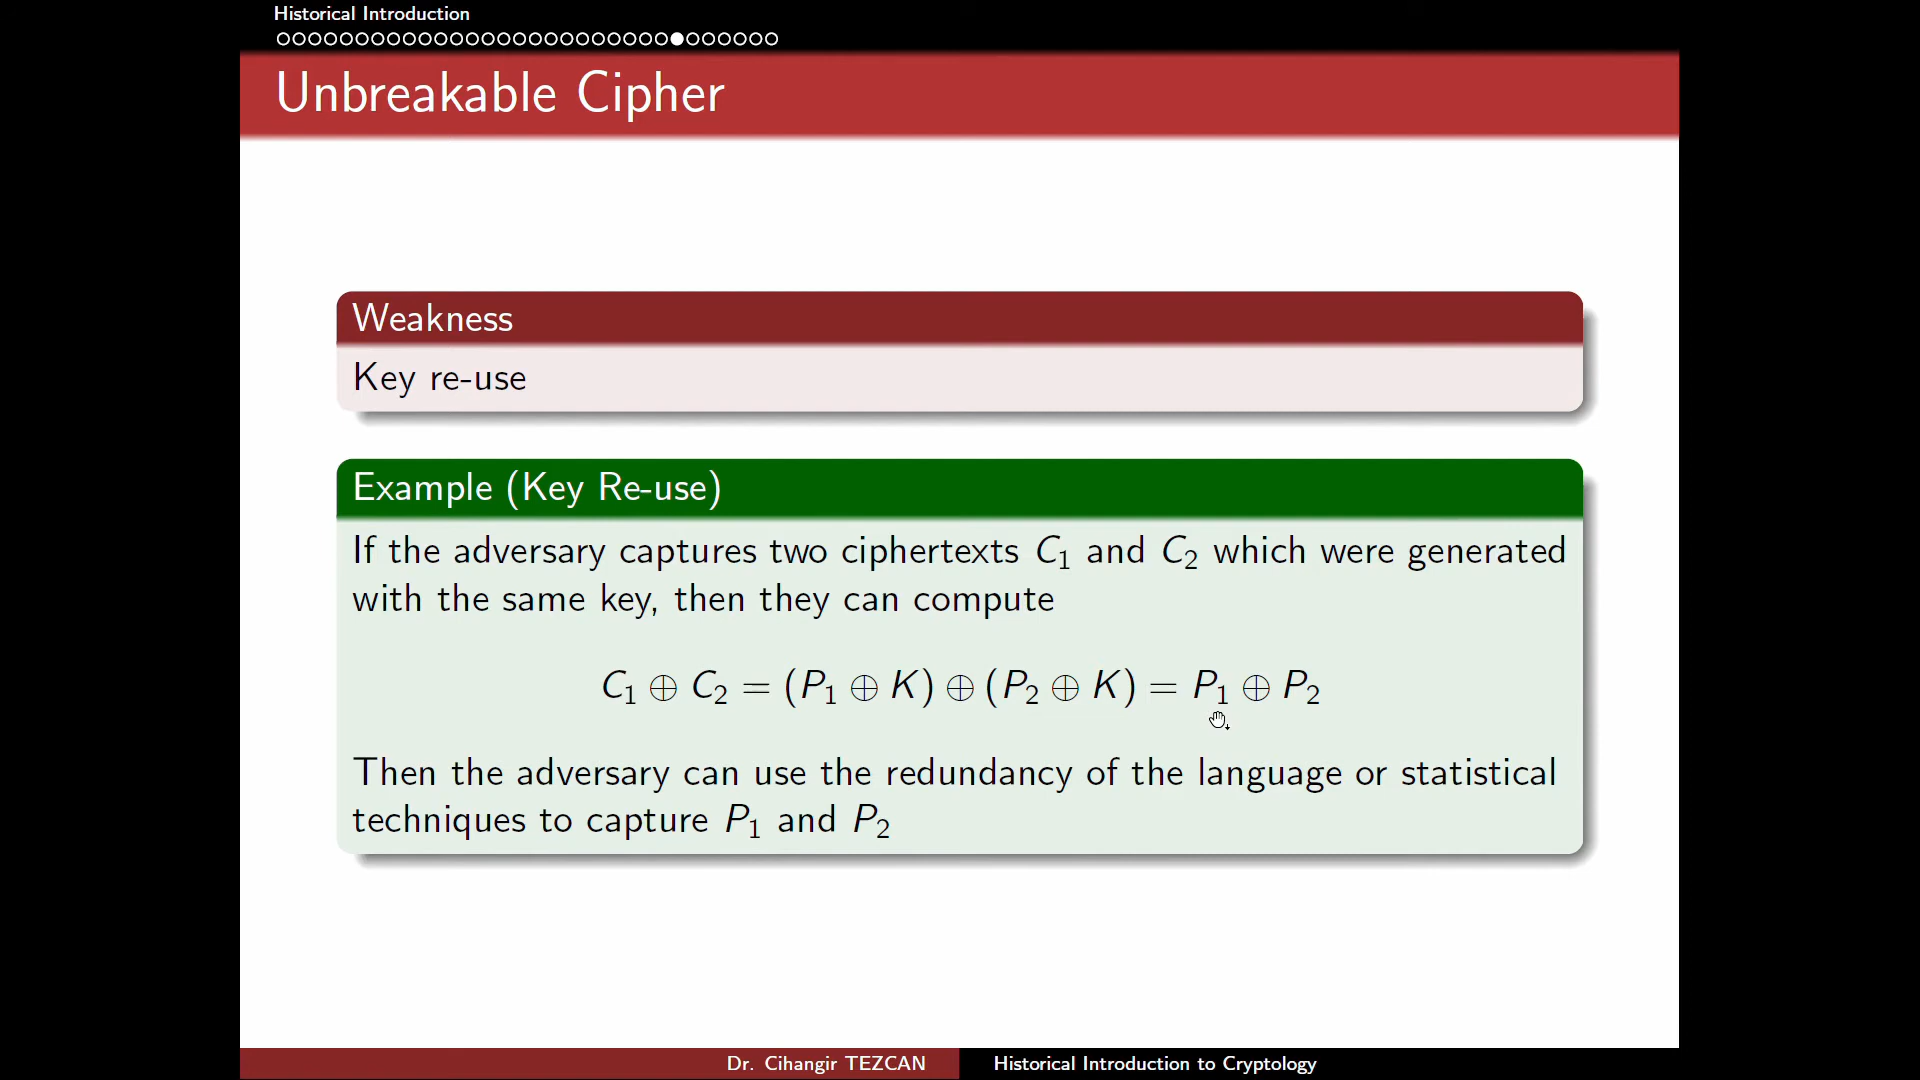 Historical Introduction
Unbreakable Cipher
Weakness
Key re-use
Example (Key Re-use)
If the adversary captures two ciphertexts C₁ and C₂ which were generated
with the same key, then they can compute
C₁ ⊕ C₂ = (P₁ ⊕ K) ⊕ (P₂ ⊕ K) = P₁ ⊕ P₂
Then the adversary can use the redundancy of the language or statistical
techniques to capture P₁ and P₂
Dr. Cihangir TEZCAN
Historical Introduction to Cryptology